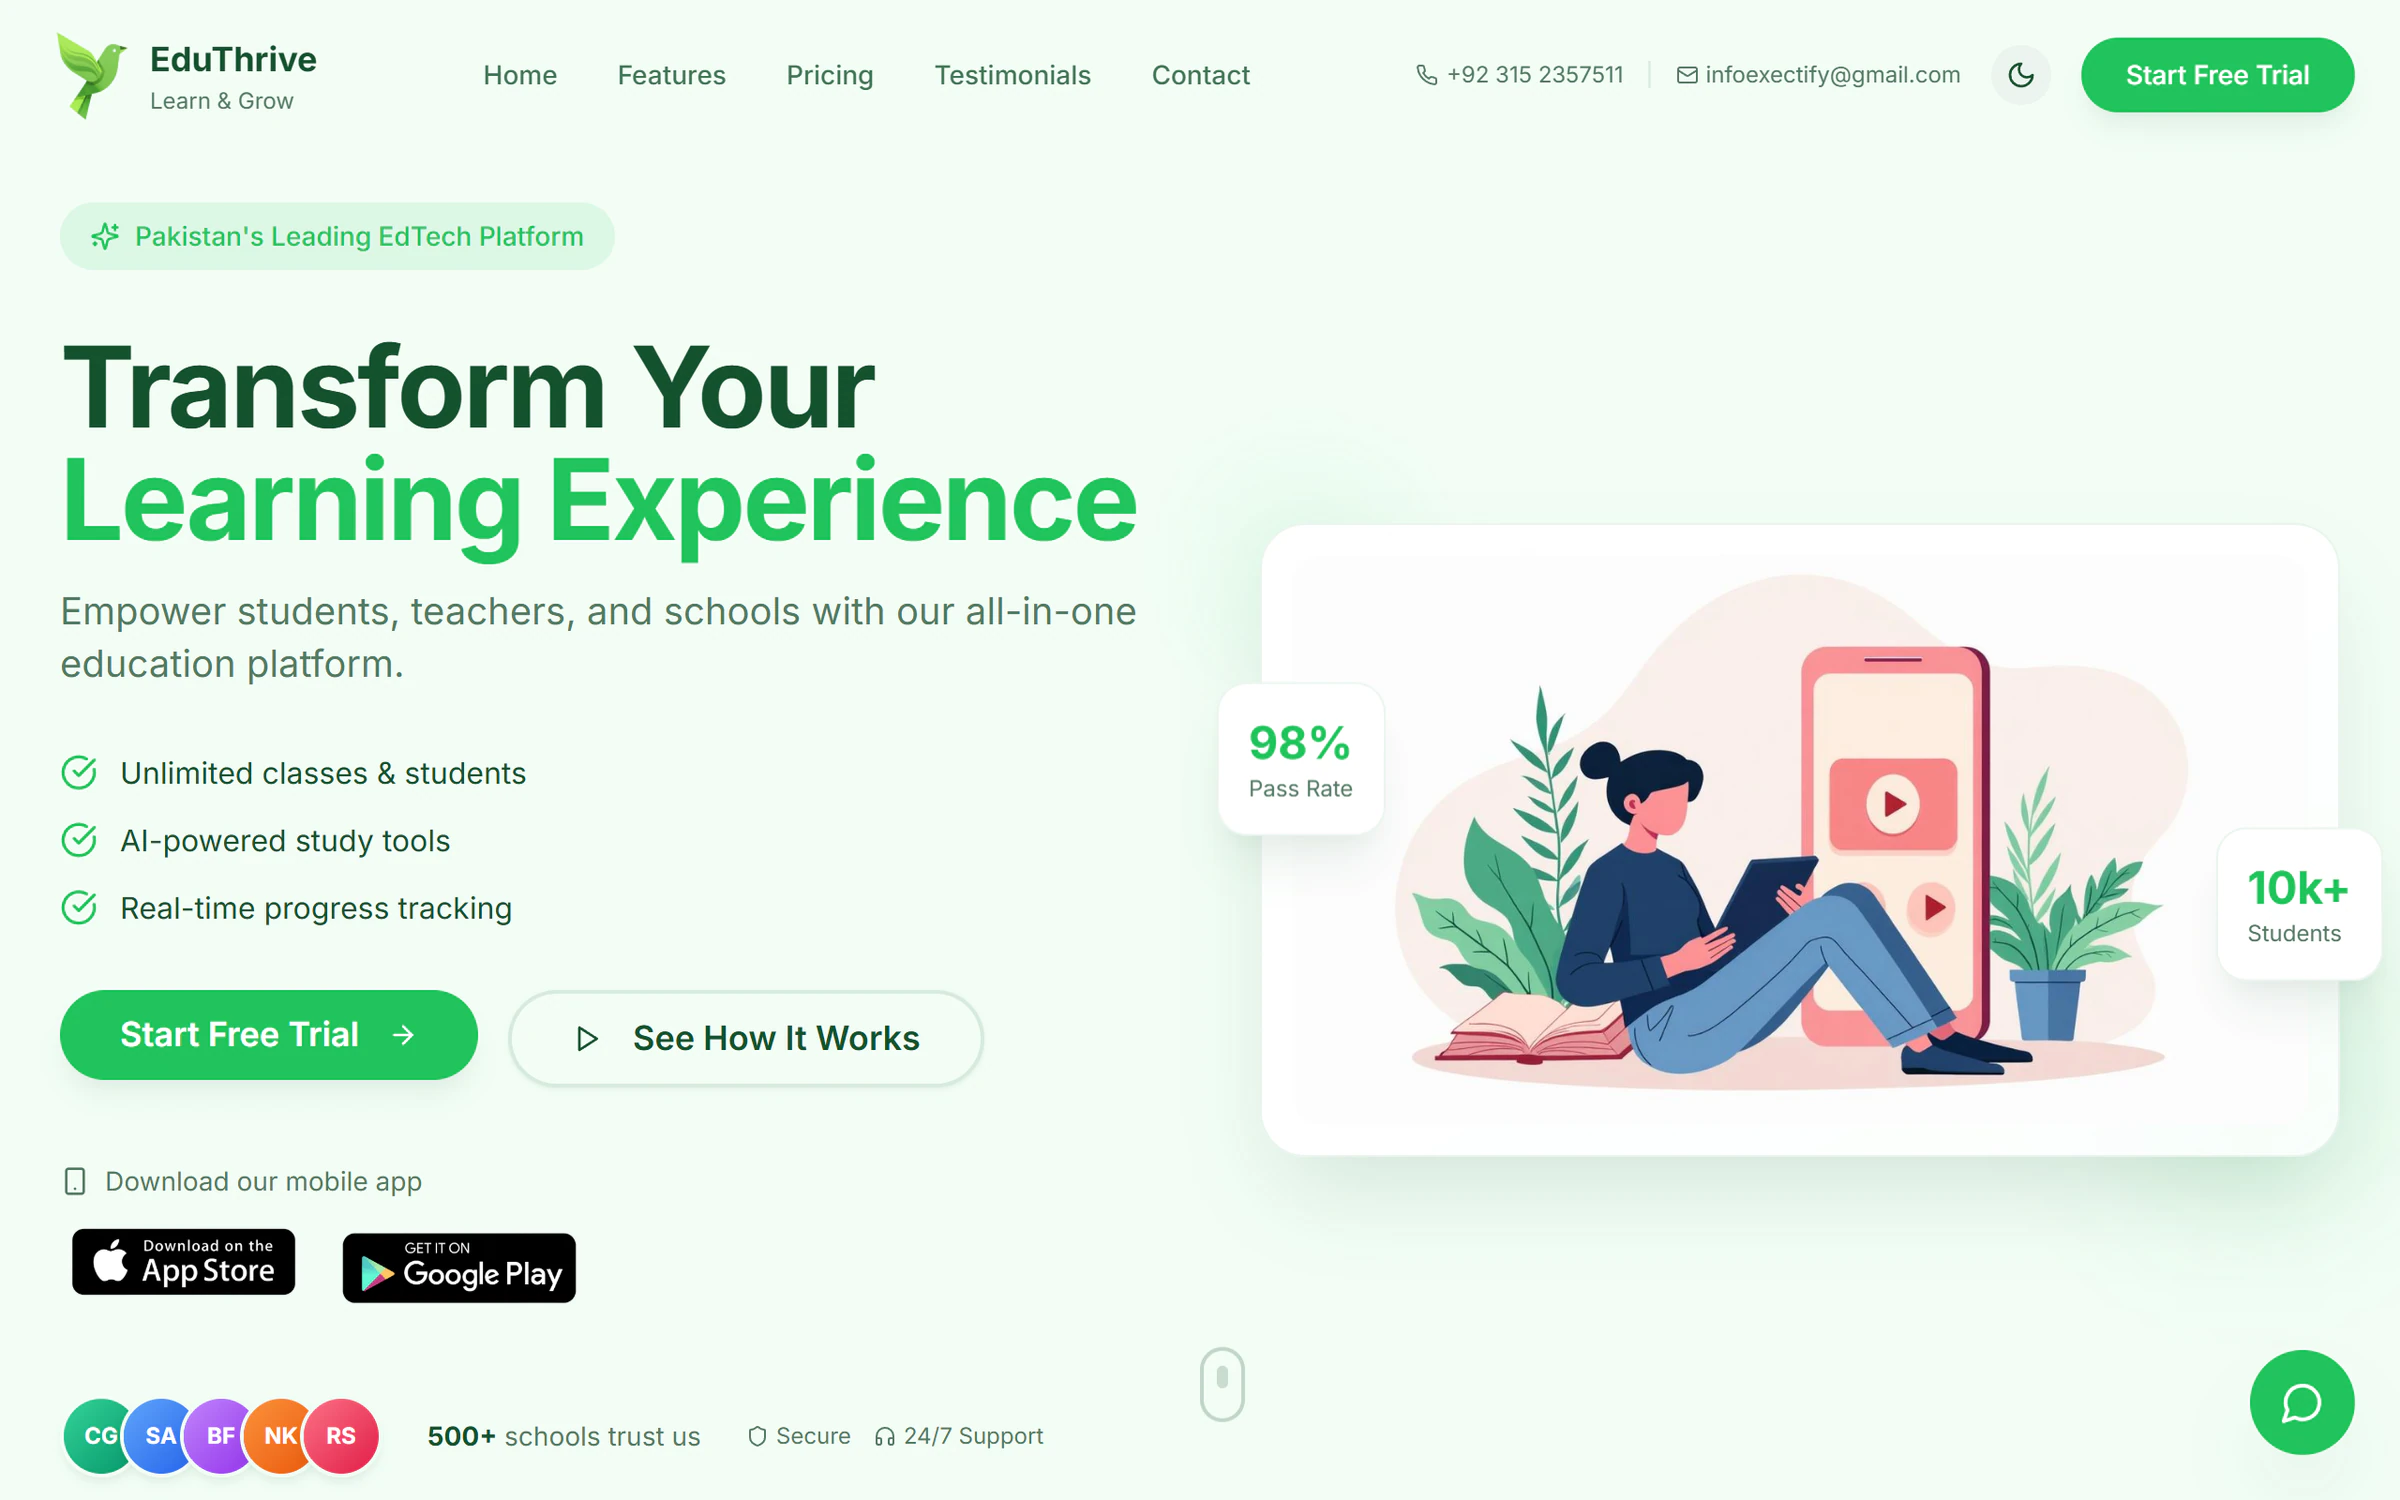 EduThrive
Learn & Grow
Home
Features
Pricing
Testimonials
Contact
+92 315 2357511
infoexectify@gmail.com
Start Free Trial
Pakistan's Leading EdTech Platform
Transform Your
Learning Experience
Empower students, teachers, and schools with our all-in-one
education platform.
Unlimited classes & students
AI-powered study tools
Real-time progress tracking
Start Free Trial
See How It Works
Download our mobile app
Download on the
App Store
GET IT ON
Google Play
CG
SA
BF
NK
RS
500+ schools trust us
Secure
24/7 Support
98%
Pass Rate
10k+
Students